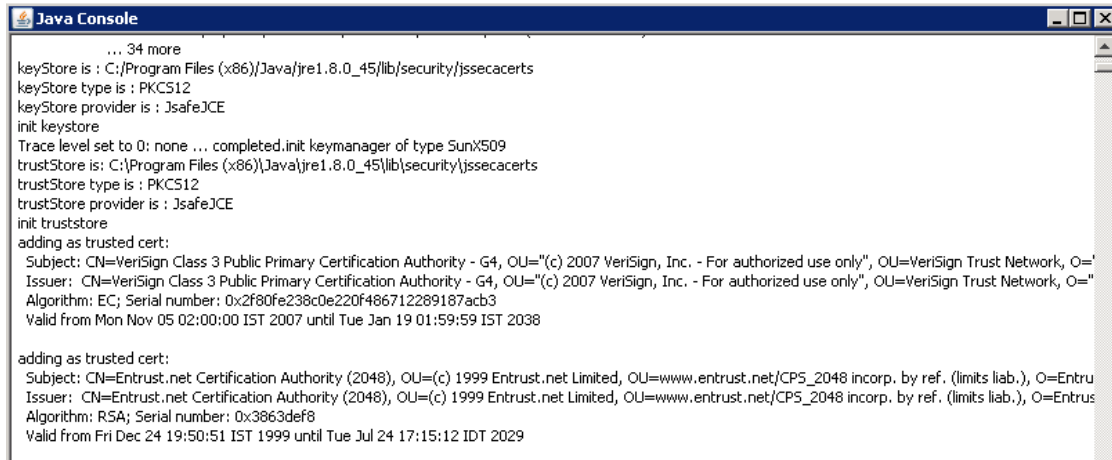 Java Console
... 34 more
keyStore is : C:/Program Files (x86)/Java/jre1.8.0_45/lib/security/jssecacerts
keyStore type is : PKCS12
keyStore provider is : JsafeJCE
init keystore
Trace level set to 0: none ... completed.init keymanager of type SunX509
trustStore is: C:\Program Files (x86)\Java\jre1.8.0_45\lib\security\jssecacerts
trustStore type is : PKCS12
trustStore provider is : JsafeJCE
init truststore
adding as trusted cert:
Subject: CN=VeriSign Class 3 Public Primary Certification Authority - G4, OU="(c) 2007 VeriSign, Inc. - For authorized use only", OU=VeriSign Trust Network, O="
Issuer: CN=VeriSign Class 3 Public Primary Certification Authority - G4, OU="(c) 2007 VeriSign, Inc. - For authorized use only", OU=VeriSign Trust Network, O="
Algorithm: EC; Serial number: 0x2f80fe238c0e220f486712289187acb3
Valid from Mon Nov 05 02:00:00 IST 2007 until Tue Jan 19 01:59:59 IST 2038
adding as trusted cert:
Subject: CN=Entrust.net Certification Authority (2048), OU=(c) 1999 Entrust.net Limited, OU=www.entrust.net/CPS_2048 incorp. by ref. (limits liab.), O=Entru
Issuer: CN=Entrust.net Certification Authority (2048), OU=(c) 1999 Entrust.net Limited, OU=www.entrust.net/CPS_2048 incorp. by ref. (limits liab.), O=Entrus
Algorithm: RSA; Serial number: 0x3863def8
Valid from Fri Dec 24 19:50:51 IST 1999 until Tue Jul 24 17:15:12 IDT 2029